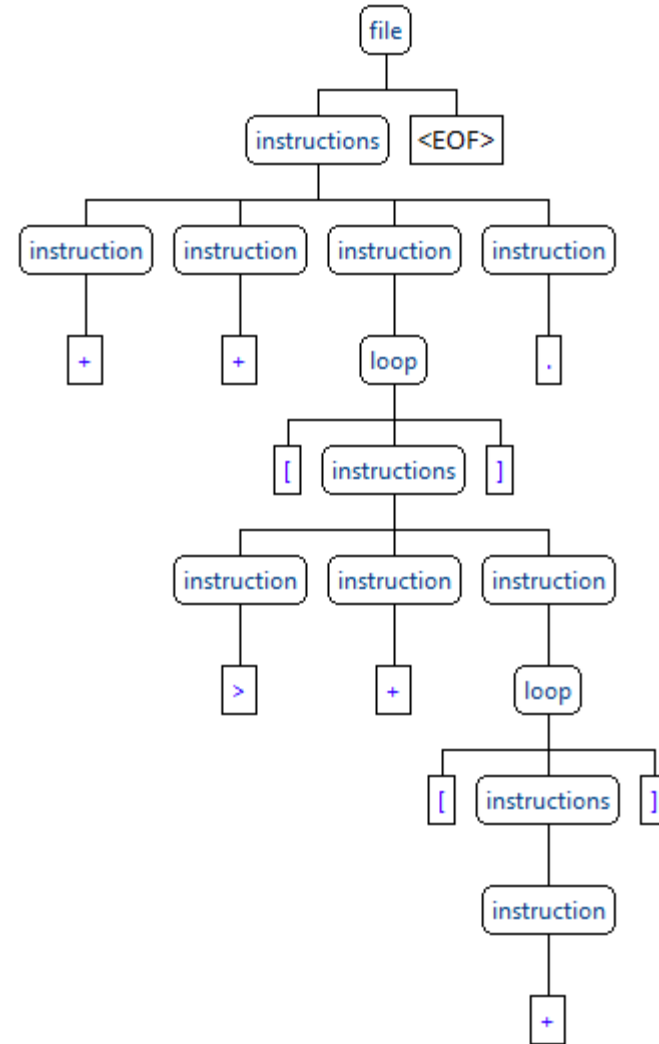 file
instructions <EOF>
instruction instruction instruction instruction
+ + loop .
[ instructions ]
instruction instruction instruction
> + loop
[ instructions ]
instruction
+